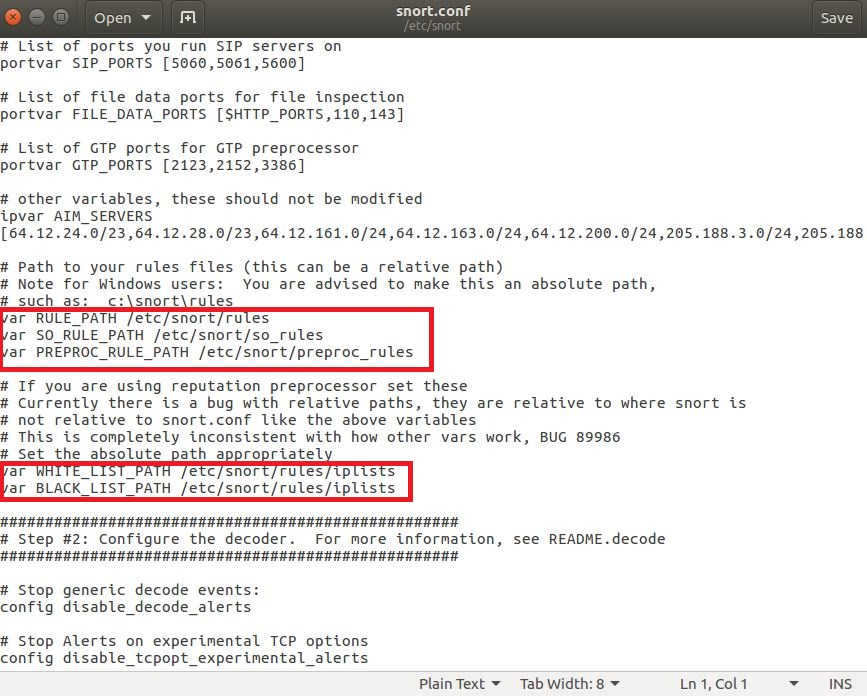 Open
snort.conf
/etc/snort
Save
# List of ports you run SIP servers on
portvar SIP_PORTS [5060,5061,5600]
# List of file data ports for file inspection
portvar FILE_DATA_PORTS [$HTTP_PORTS,110,143]
# List of GTP ports for GTP preprocessor
portvar GTP_PORTS [2123,2152,3386]
# other variables, these should not be modified
ipvar AIM_SERVERS
[64.12.24.0/23,64.12.28.0/23,64.12.161.0/24,64.12.163.0/24,64.12.200.0/24,205.188.3.0/24,205.188
# Path to your rules files (this can be a relative path)
# Note for Windows users:  You are advised to make this an absolute path,
# such as:  c:\snort\rules
var RULE_PATH /etc/snort/rules
var SO_RULE_PATH /etc/snort/so_rules
var PREPROC_RULE_PATH /etc/snort/preproc_rules
# If you are using reputation preprocessor set these
# Currently there is a bug with relative paths, they are relative to where snort is
# not relative to snort.conf like the above variables
# This is completely inconsistent with how other vars work, BUG 89986
# Set the absolute path appropriately
var WHITE_LIST_PATH /etc/snort/rules/iplists
var BLACK_LIST_PATH /etc/snort/rules/iplists
###################################################
# Step #2: Configure the decoder.  For more information, see README.decode
###################################################
# Stop generic decode events:
config disable_decode_alerts
# Stop Alerts on experimental TCP options
config disable_tcpopt_experimental_alerts
Plain Text
Tab Width: 8
Ln 1, Col 1
INS